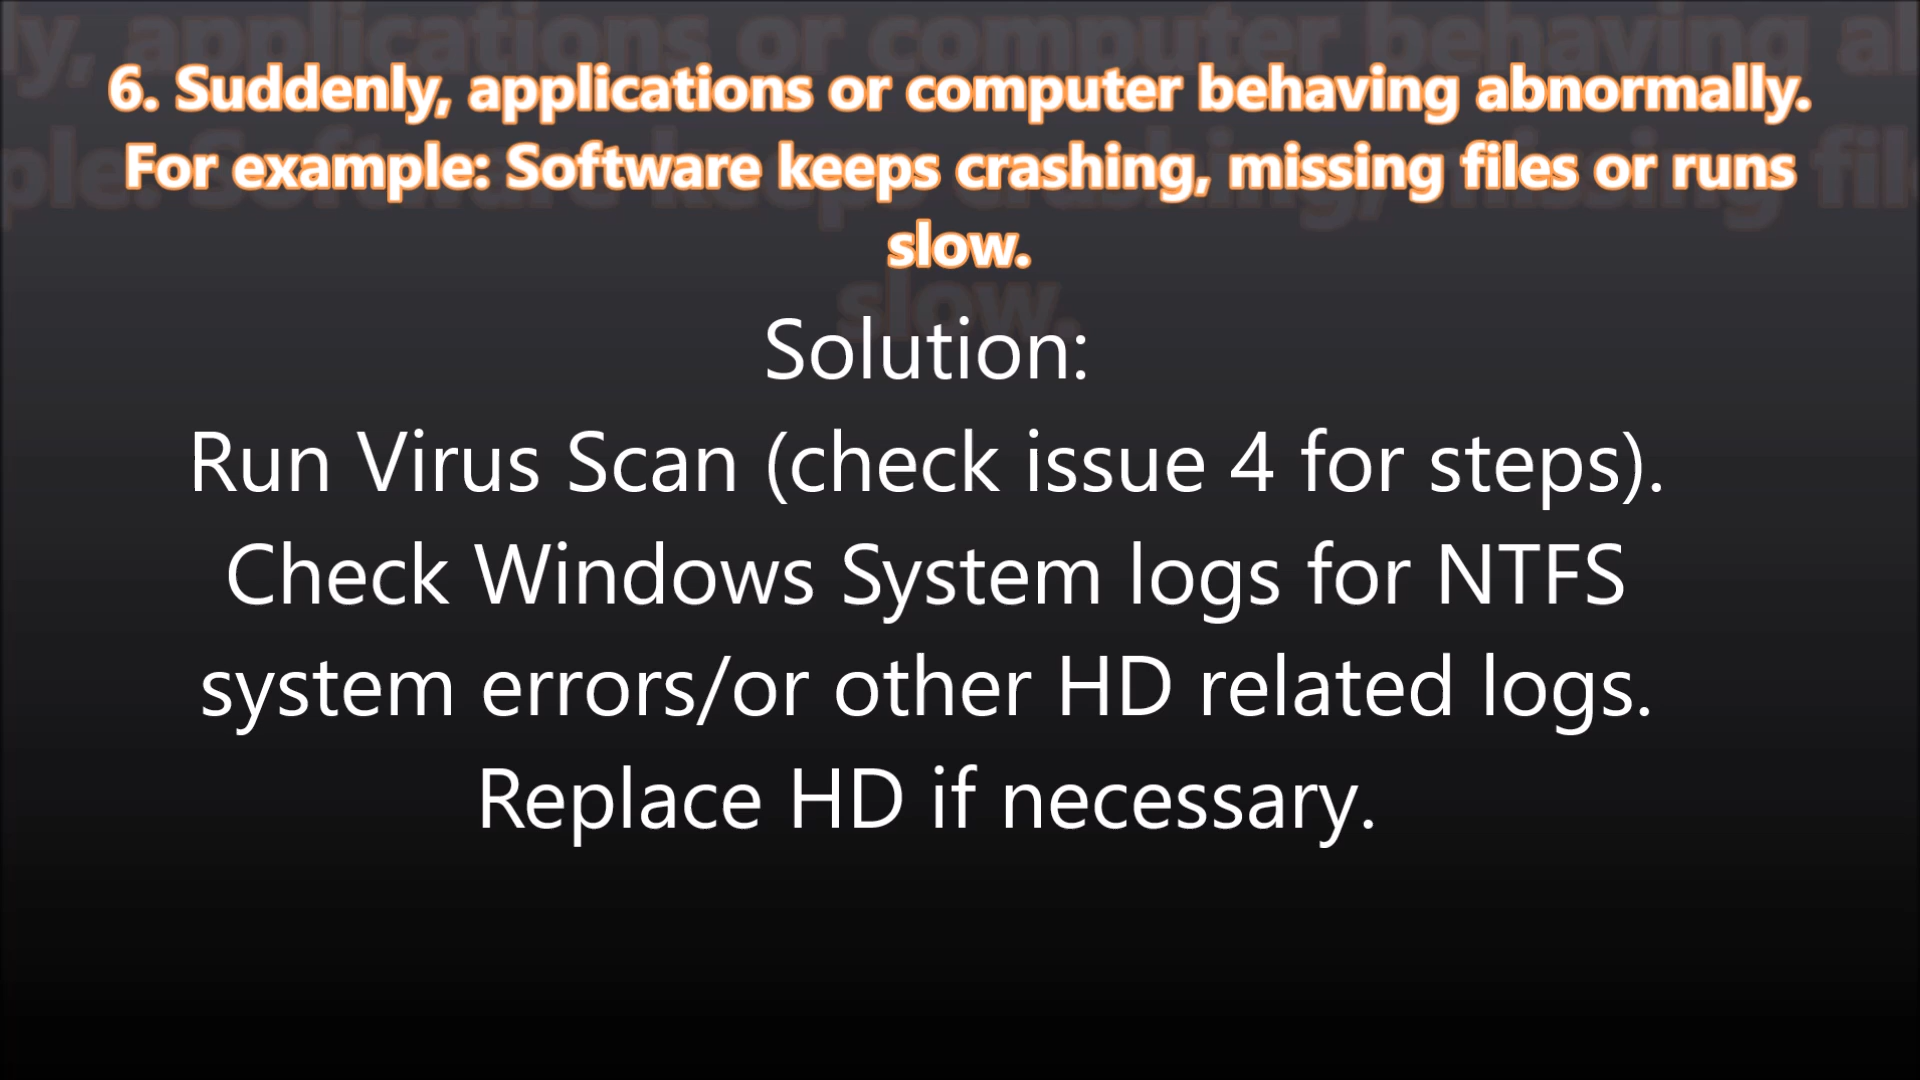 6. Suddenly, applications or computer behaving abnormally.
For example: Software keeps crashing, missing files or runs
slow.
Solution:
Run Virus Scan (check issue 4 for steps).
Check Windows System logs for NTFS
system errors/or other HD related logs.
Replace HD if necessary.